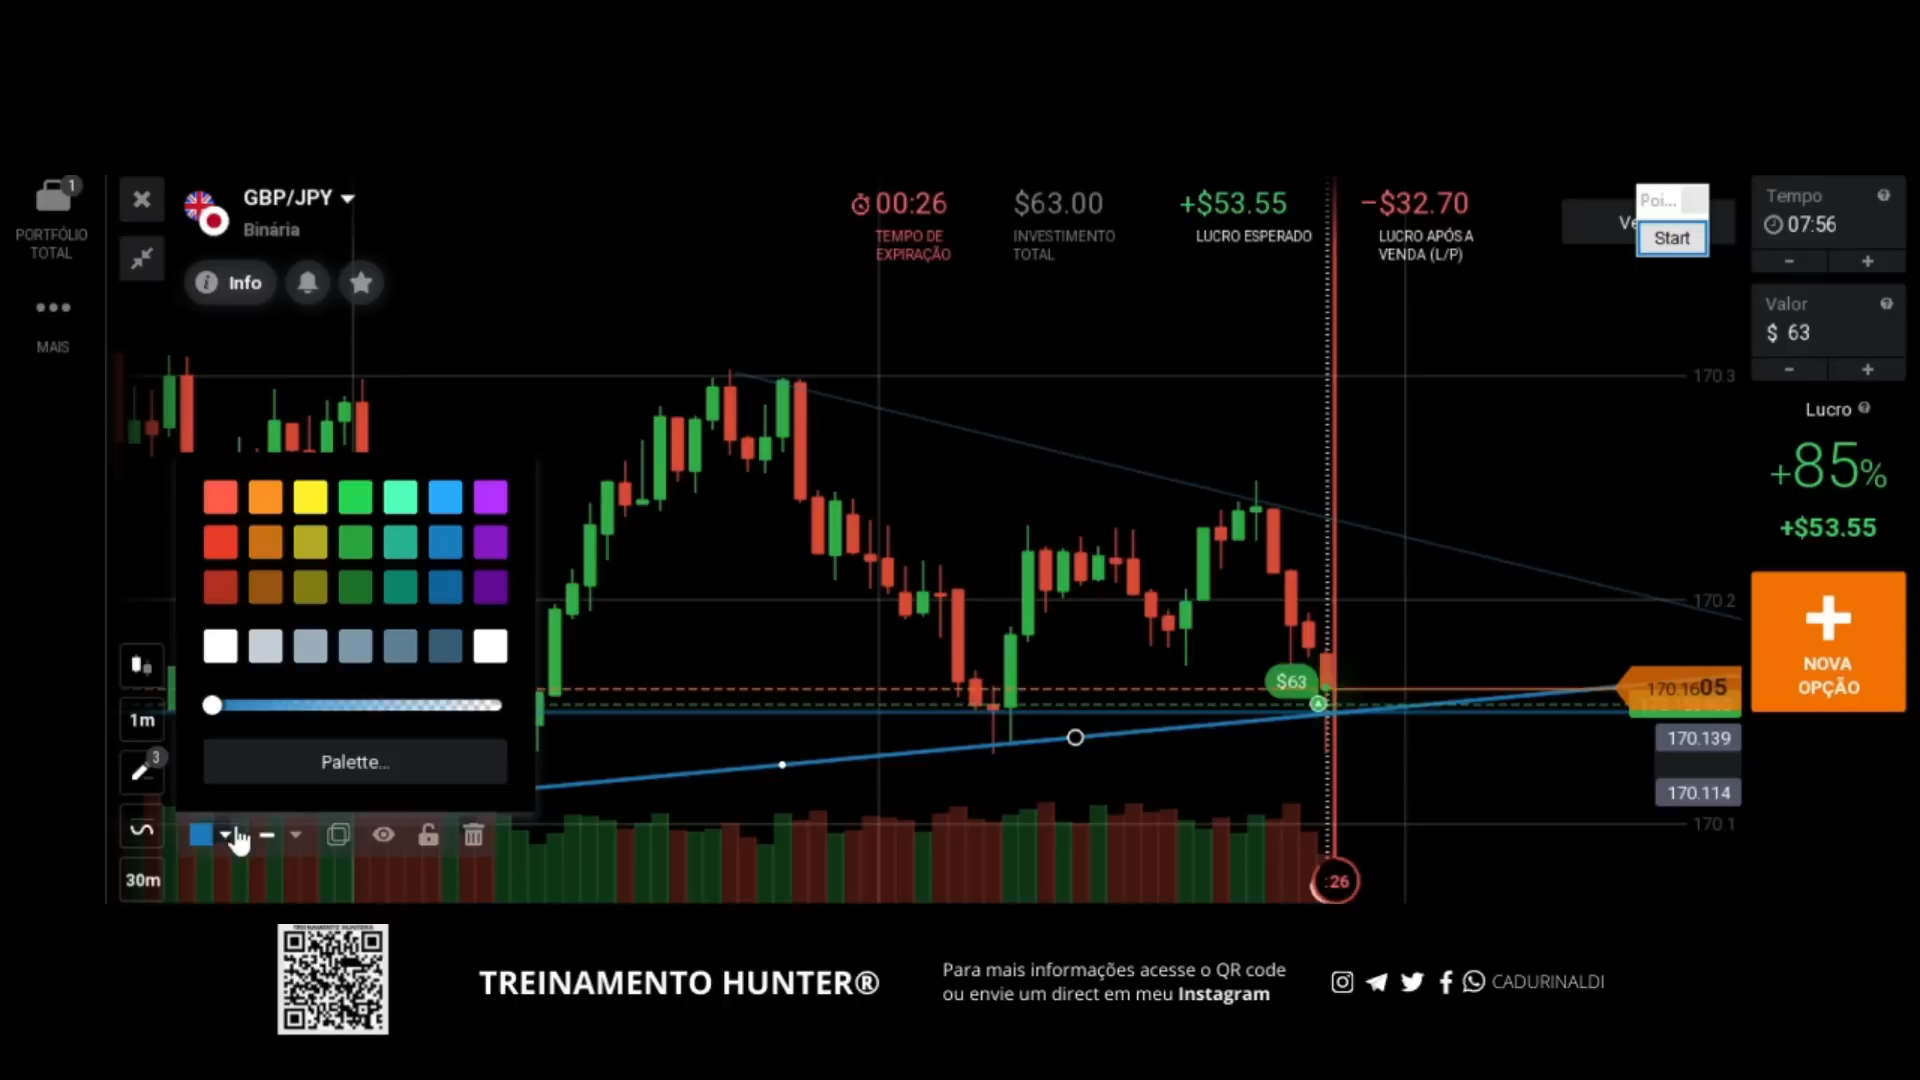 1
PORTFÓLIO
TOTAL
MAIS
GBP/JPY
Binária
Info
00:26
TEMPO DE
EXPIRAÇÃO
$63.00
INVESTIMENTO
TOTAL
+$53.55
LUCRO ESPERADO
-$32.70
LUCRO APÓS A
VENDA (L/P)
Poi...
Start
Tempo
07:56
- +
Valor
$ 63
- +
Lucro
+85%
+$53.55
NOVA
OPÇÃO
170.3
170.2
170.1605
170.139
170.114
170.1
$63
:26
Palette...
1m
3
30m
TREINAMENTO HUNTER®
Para mais informações acesse o QR code
ou envie um direct em meu Instagram
CADURINALDI